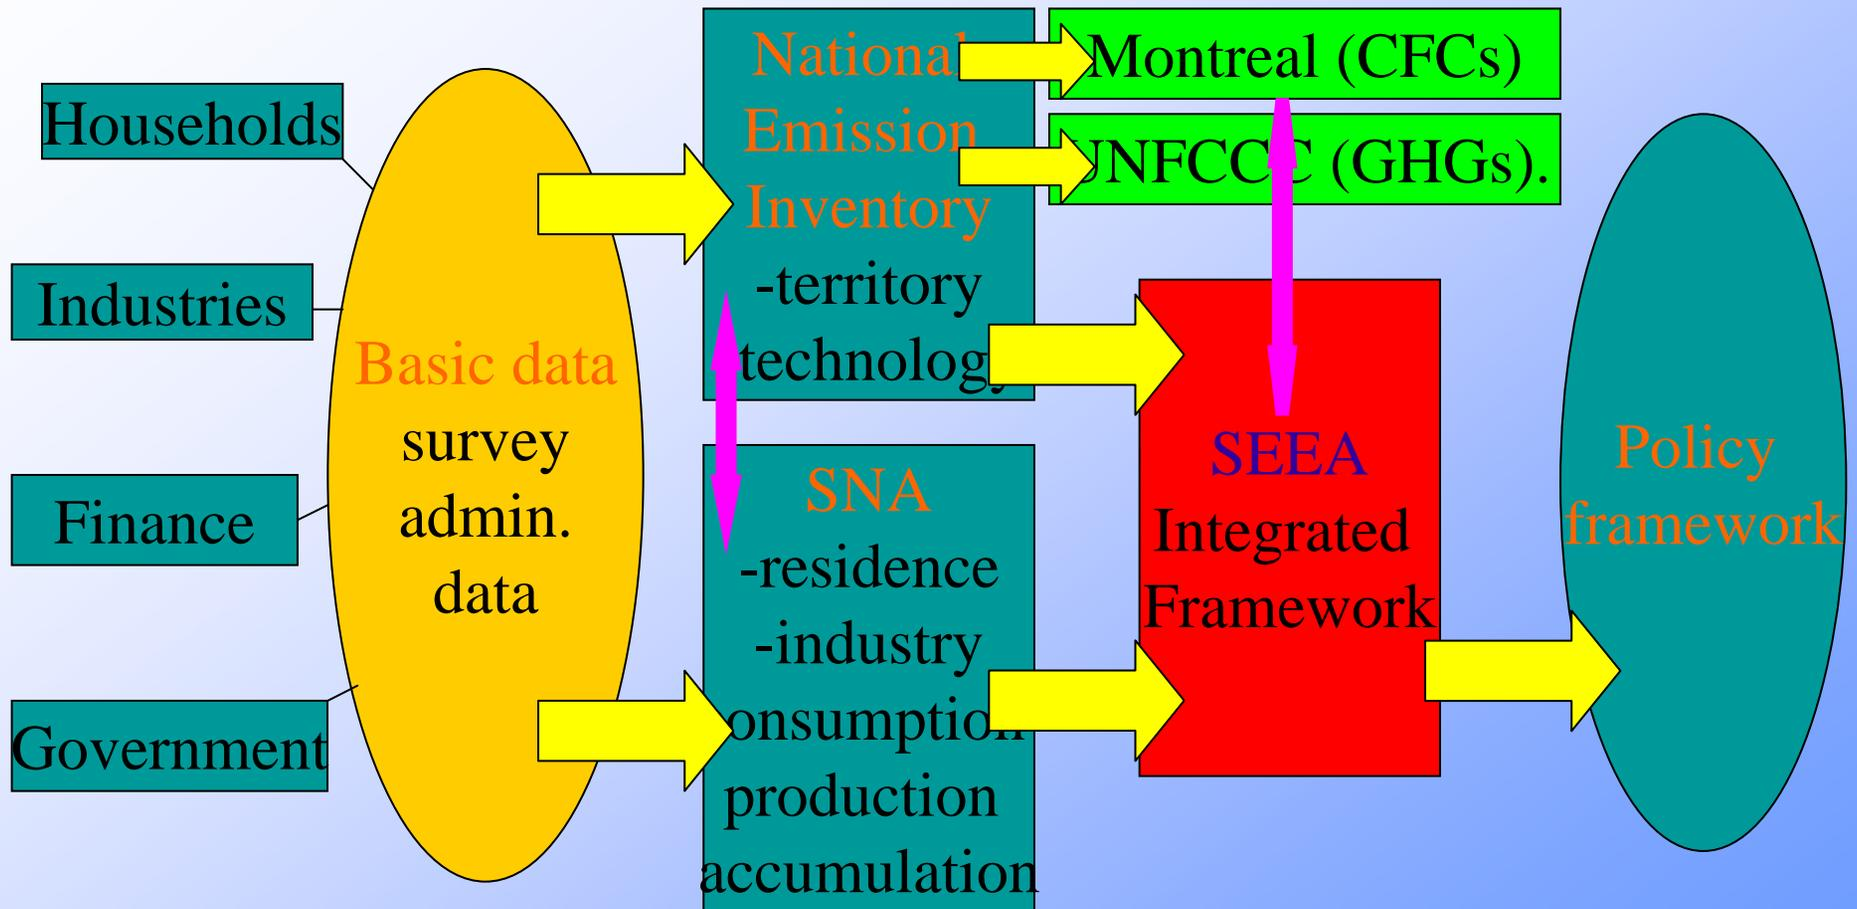 Households
Industries
Finance
Government
Basic data
survey
admin.
data
National
Emission
Inventory
-territory
technology
SNA
-residence
-industry
onsumption
production
accumulation
Montreal (CFCs)
UNFCCC (GHGs).
SEEA
Integrated
Framework
Policy
framework